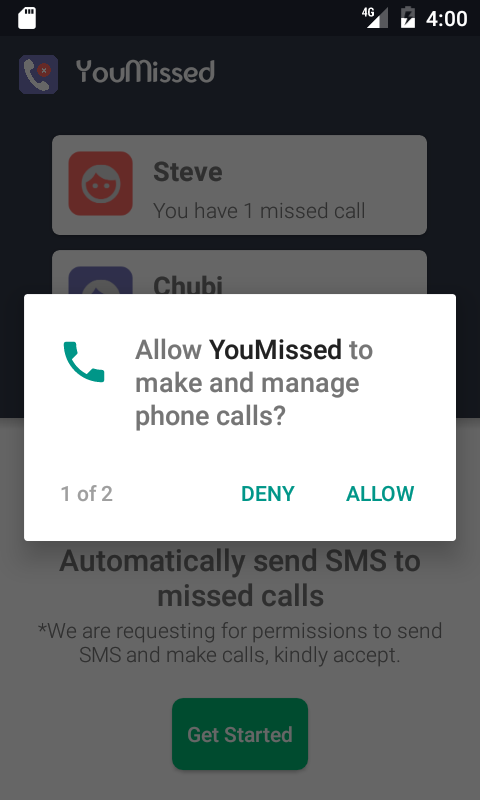 4G 4:00
YouMissed
Steve
You have 1 missed call
Chubi
Allow YouMissed to
make and manage
phone calls?
1 of 2 DENY ALLOW
Automatically send SMS to
missed calls
*We are requesting for permissions to send
SMS and make calls, kindly accept.
Get Started